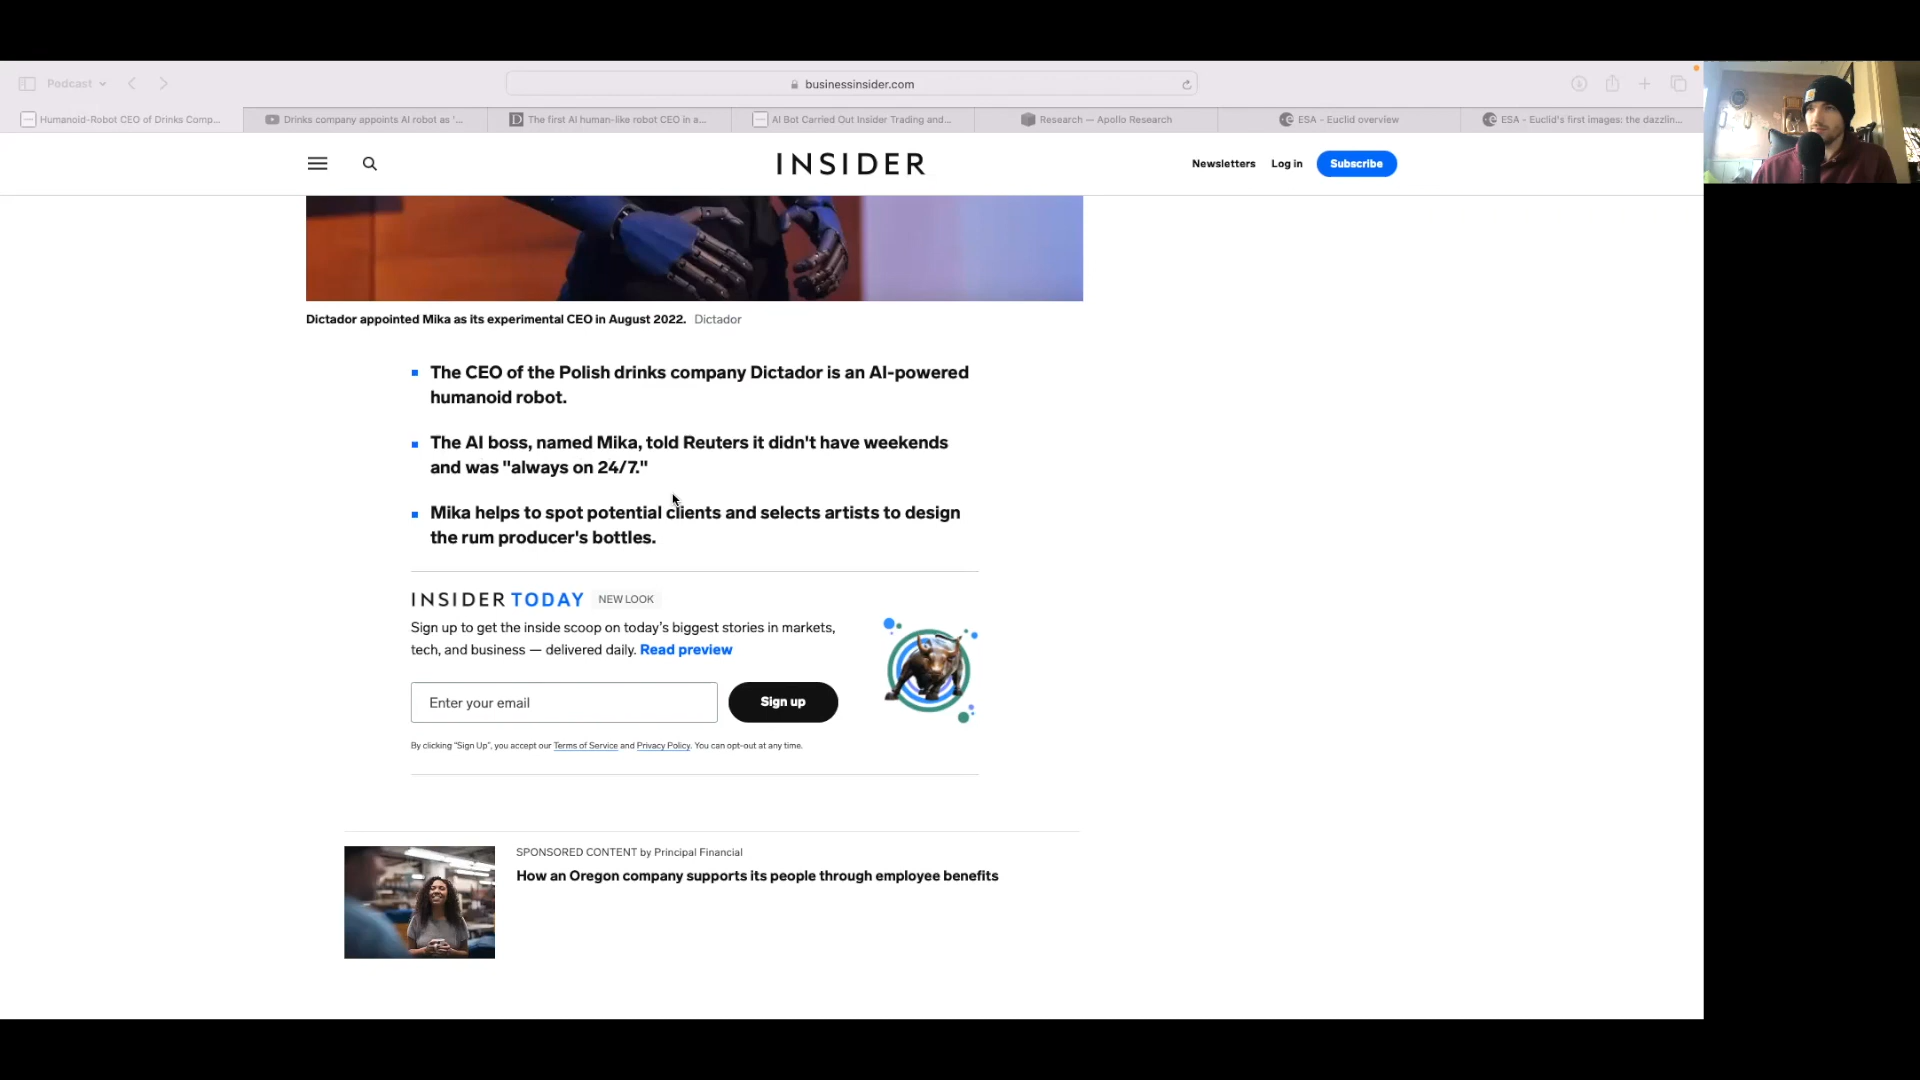 Podcast
businessinsider.com
Humanoid-Robot CEO of Drinks Comp...
Drinks company appoints AI robot as '...
The first AI human-like robot CEO in a...
AI Bot Carried Out Insider Trading and...
Research — Apollo Research
ESA - Euclid overview
ESA - Euclid's first images: the dazzlin...
INSIDER
Newsletters
Log in
Subscribe
Dictador appointed Mika as its experimental CEO in August 2022. Dictador
The CEO of the Polish drinks company Dictador is an AI-powered
humanoid robot.
The AI boss, named Mika, told Reuters it didn't have weekends
and was "always on 24/7."
Mika helps to spot potential clients and selects artists to design
the rum producer's bottles.
INSIDER TODAY NEW LOOK
Sign up to get the inside scoop on today's biggest stories in markets,
tech, and business — delivered daily. Read preview
Enter your email
Sign up
By clicking "Sign Up", you accept our Terms of Service and Privacy Policy. You can opt-out at any time.
SPONSORED CONTENT by Principal Financial
How an Oregon company supports its people through employee benefits